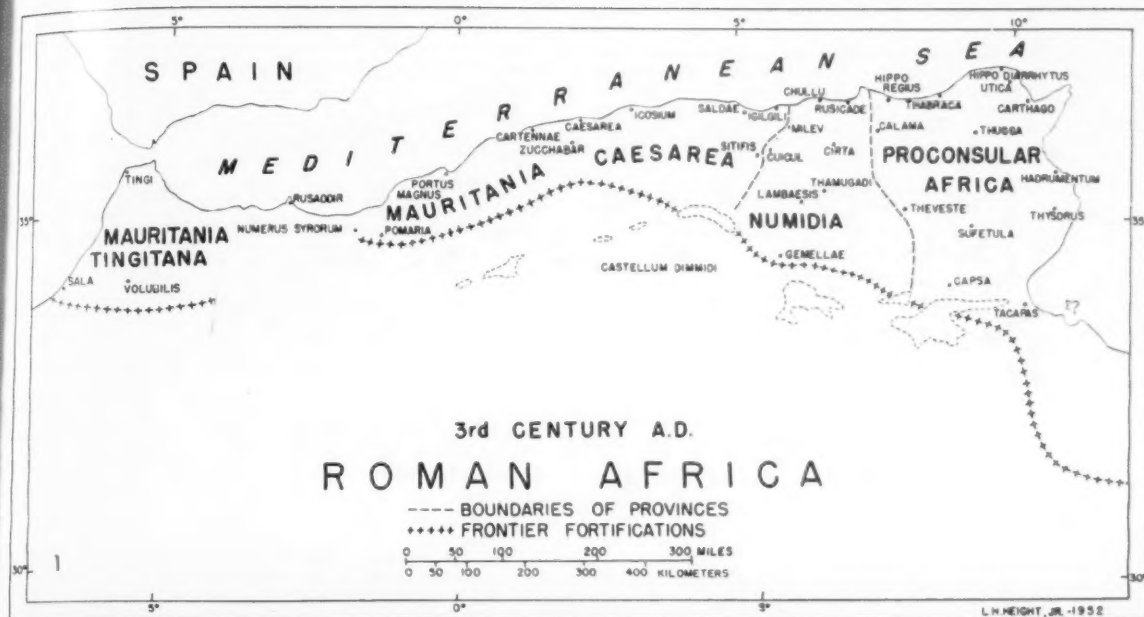 5°
0°
5°
10°
SPAIN
MEDITERRANEAN SEA
HIPPO DIARRHYTUS
HIPPO REGIUS
UTICA
CHULLU
RUSICADE
THABRACA
CARTHAGO
ICOSIUM
SALDAE
IGILGILI
CAESAREA
CARTENNAE
ZUCCHABAR
MILEV
CALAMA
THUGGA
SITIFIS
CUICUL
CIRTA
TINGI
PORTUS
MAGNUS
MAURITANIA CAESAREA
PROCONSULAR
AFRICA
HADRUMENTUM
RUSADDIR
LAMBAESIS
THAMUGADI
THEVESTE
THYSDRUS
NUMERUS SYRORUM
POMARIA
35°
35°
MAURITANIA
TINGITANA
NUMIDIA
SUFETULA
SALA
VOLUBILIS
CASTELLUM DIMMIDI
GEMELLAE
CAPSA
TACAPAS
3rd CENTURY A.D.
ROMAN AFRICA
BOUNDARIES OF PROVINCES
FRONTIER FORTIFICATIONS
0 50 100 200 300 MILES
0 50 100 200 300 400 KILOMETERS
1
30°
30°
5°
0°
L.H. HEIGHT, JR.-1952